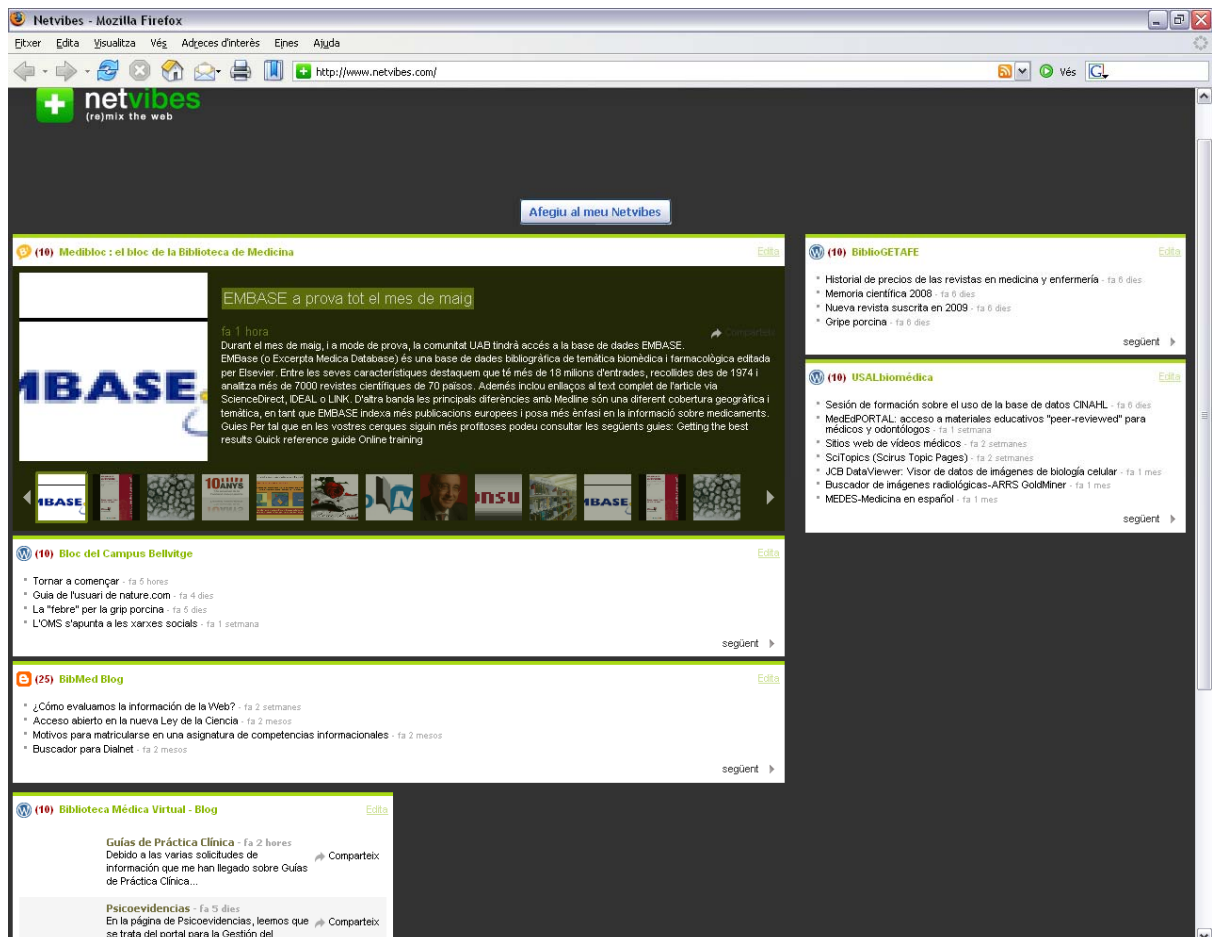 Netvibes - Mozilla Firefox
Fitxer Edita Visualitza Vés Adreces d'interès Eines Ajuda
http://www.netvibes.com/
Vés
G
netvibes
(re)mix the web
Afegiu al meu Netvibes
(10) Medibloc : el bloc de la Biblioteca de Medicina
Edita
EMBASE a prova tot el mes de maig
fa 1 hora
Comparteix
Durant el mes de maig, i a mode de prova, la comunitat UAB tindrà accés a la base de dades EMBASE.
EMBase (o Excerpta Medica Database) és una base de dades bibliogràfica de temàtica biomèdica i farmacològica editada
per Elsevier. Entre les seves característiques destaquem que té més de 18 milions d'entrades, recollides des de 1974 i
analitza més de 7000 revistes científiques de 70 països. Además inclou enllaços al text complet de l'article via
ScienceDirect, IDEAL o LINK. D'altra banda les principals diferències amb Medline són una diferent cobertura geogràfica i
temàtica, en tant que EMBASE indexa més publicacions europees i posa més ènfasi en la informació sobre medicaments.
Guies Per tal que en les vostres cerques siguin més profitoses podeu consultar les següents guies: Getting the best
results Quick reference guide Online training
MBASE
(10) Bloc del Campus Bellvitge
Edita
Tornar a començar - fa 5 hores
Guia de l'usuari de nature.com - fa 4 dies
La "febre" per la grip porcina - fa 5 dies
L'OMS s'apunta a les xarxes socials - fa 1 setmana
següent
(25) BibMed Blog
Edita
¿Cómo evaluamos la información de la Web? - fa 2 setmanes
Acceso abierto en la nueva Ley de la Ciencia - fa 2 mesos
Motivos para matricularse en una asignatura de competencias informacionales - fa 2 mesos
Buscador para Dialnet - fa 2 mesos
següent
(10) Biblioteca Médica Virtual - Blog
Edita
Guías de Práctica Clínica - fa 2 hores
Debido a las varias solicitudes de
información que me han llegado sobre Guías
de Práctica Clínica...
Comparteix
Psicoevidencias - fa 5 dies
En la página de Psicoevidencias, leemos que
se trata del portal para la Gestión del
Comparteix
(10) BiblioGETAFE
Edita
Historial de precios de las revistas en medicina y enfermería - fa 6 dies
Memoria científica 2008 - fa 6 dies
Nueva revista suscrita en 2009 - fa 6 dies
Gripe porcina - fa 6 dies
següent
(10) USALbiomédica
Edita
Sesión de formación sobre el uso de la base de datos CINAHL - fa 6 dies
MedEdPORTAL: acceso a materiales educativos "peer-reviewed" para
médicos y odontólogos - fa 1 setmana
Sitios web de vídeos médicos - fa 2 setmanes
SciTopics (Scirus Topic Pages) - fa 2 setmanes
JCB DataViewer: Visor de datos de imágenes de biología celular - fa 1 mes
Buscador de imágenes radiológicas-ARRS GoldMiner - fa 1 mes
MEDES-Medicina en español - fa 1 mes
següent